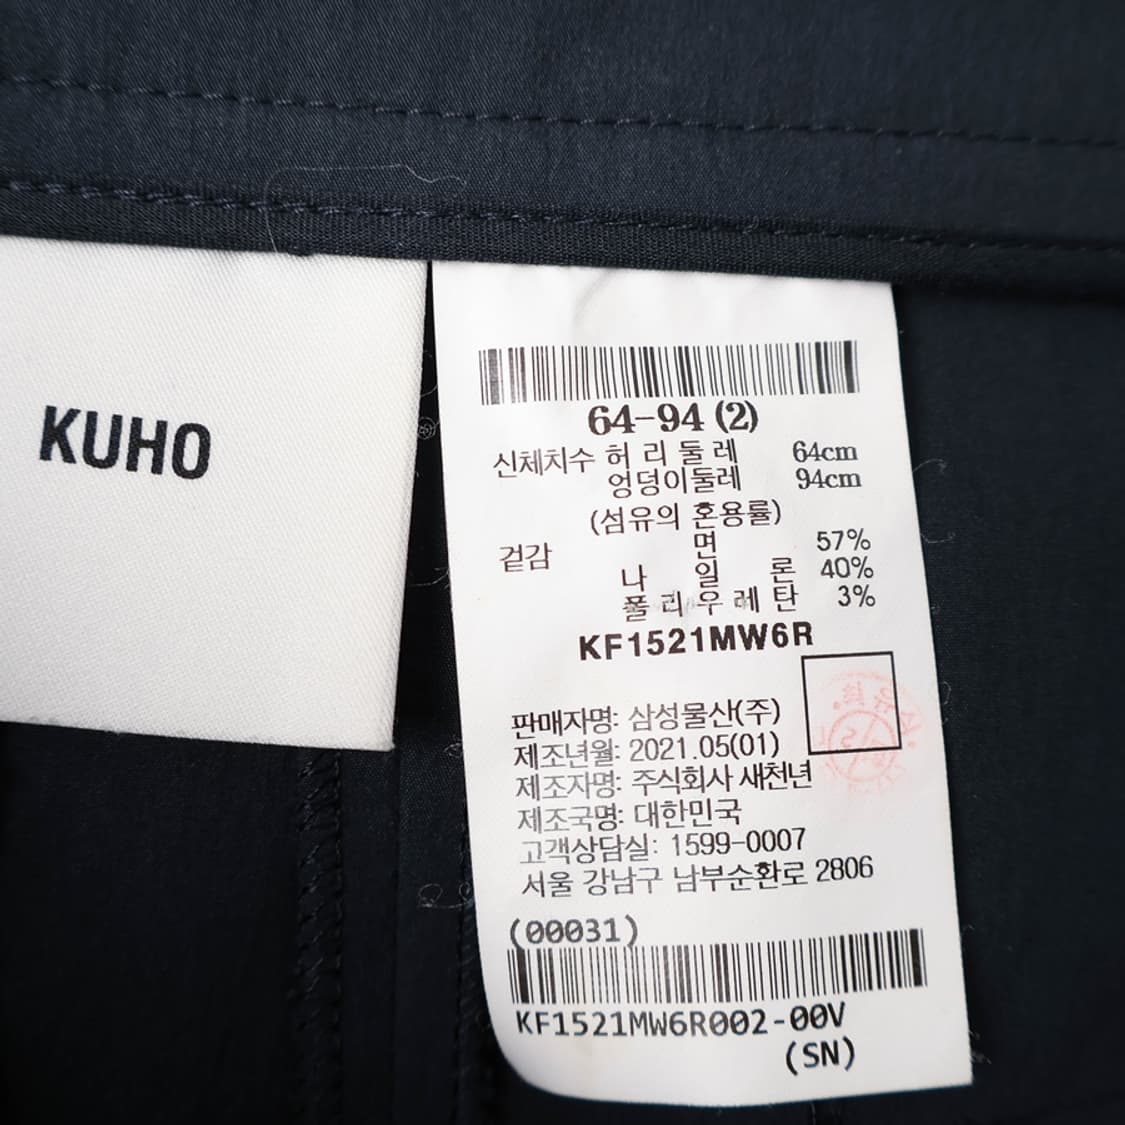 KUHO
64-94 (2)
신체치수 허 리 둘 레 64cm
엉덩이둘레 94cm
(섬유의 혼용률)
겉감 면 57%
나 일 론 40%
폴 리 우 레 탄 3%
KF1521MW6R
판매자명: 삼성물산(주)
제조년월: 2021.05(01)
제조자명: 주식회사 새천년
제조국명: 대한민국
고객상담실: 1599-0007
서울 강남구 남부순환로 2806
(00031)
KF1521MW6R002-00V
(SN)